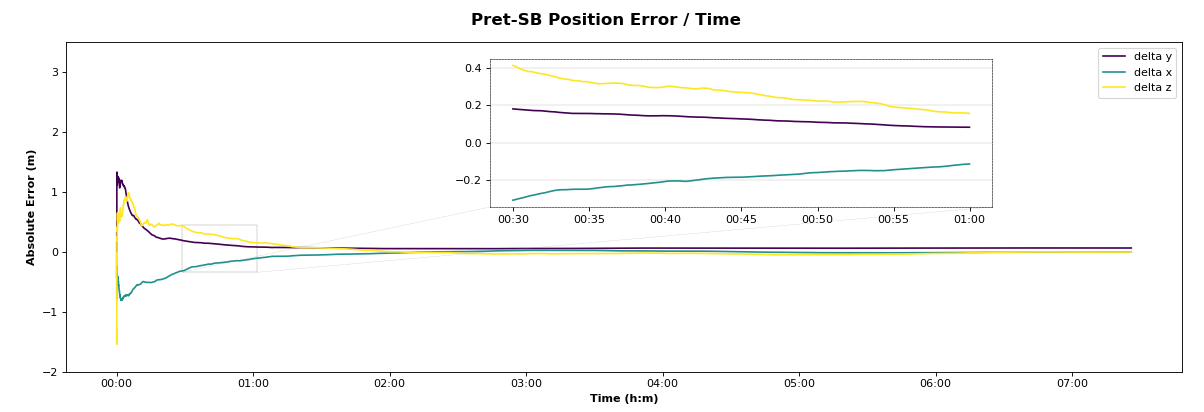 Pret-SB Position Error / Time
Absolute Error (m)
3
2
1
0
−1
−2
00:00 01:00 02:00 03:00 04:00 05:00 06:00 07:00
Time (h:m)
0.4
0.2
0.0
−0.2
00:30 00:35 00:40 00:45 00:50 00:55 01:00
delta y
delta x
delta z